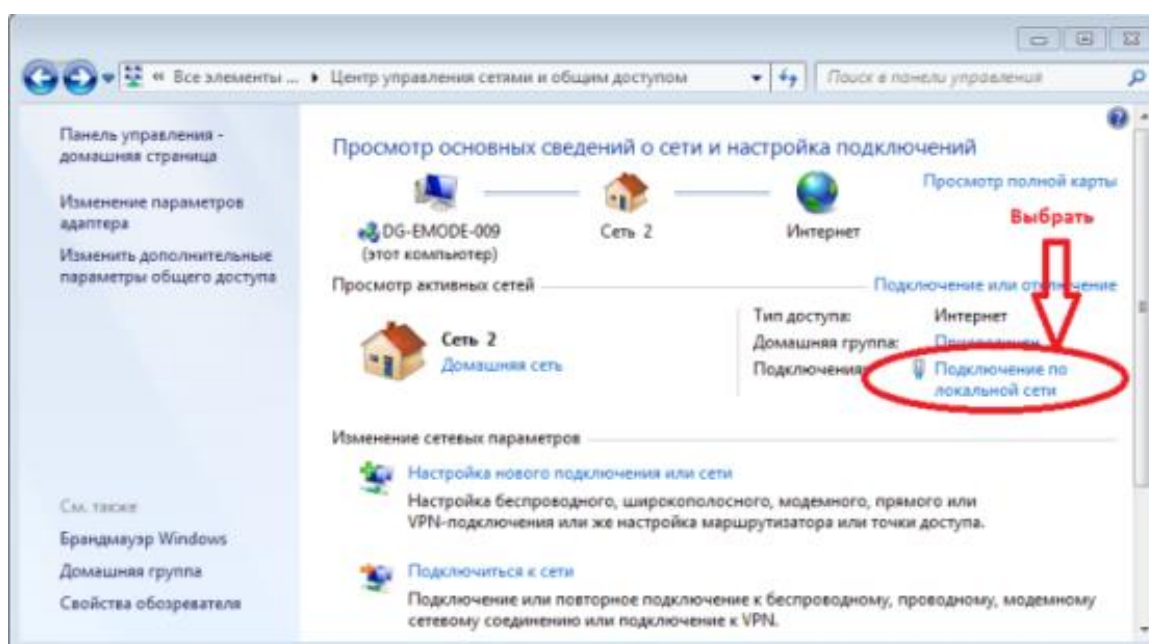 « Все элементы ... ▸ Центр управления сетями и общим доступом
Поиск в панели управления
Панель управления -
домашняя страница
Изменение параметров
адаптера
Изменить дополнительные
параметры общего доступа
См. также
Брандмауэр Windows
Домашняя группа
Свойства обозревателя
Просмотр основных сведений о сети и настройка подключений
Просмотр полной карты
Выбрать
DG-EMODE-009
(этот компьютер)
Сеть 2
Интернет
Просмотр активных сетей
Подключение или отключение
Сеть 2
Домашняя сеть
Тип доступа: Интернет
Домашняя группа:
Подключения: Подключение по
локальной сети
Изменение сетевых параметров
Настройка нового подключения или сети
Настройка беспроводного, широкополосного, модемного, прямого или
VPN-подключения или же настройка маршрутизатора или точки доступа.
Подключиться к сети
Подключение или повторное подключение к беспроводному, проводному, модемному
сетевому соединению или подключение к VPN.